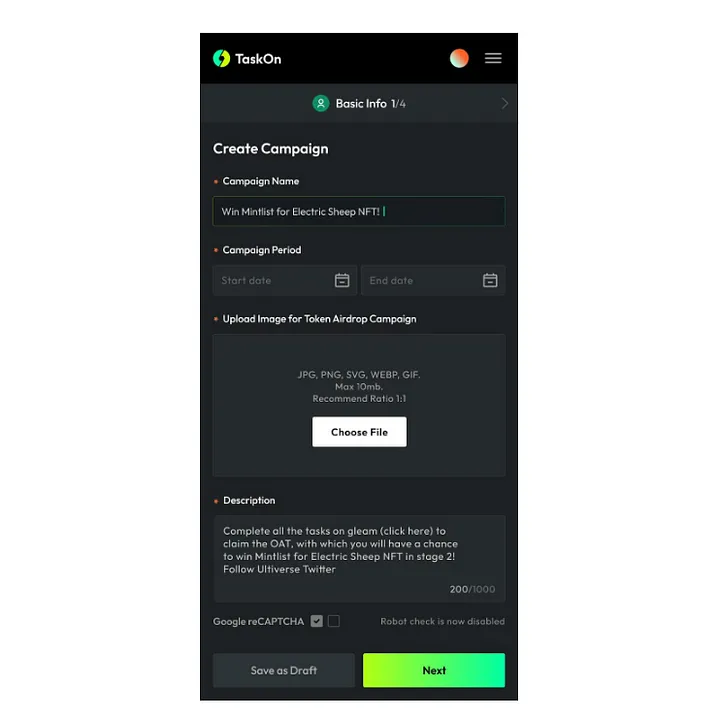 TaskOn
Basic Info 1/4
Create Campaign
Campaign Name
Win Mintlist for Electric Sheep NFT!
Campaign Period
Start date
End date
Upload Image for Token Airdrop Campaign
JPG, PNG, SVG, WEBP, GIF.
Max 10mb.
Recommend Ratio 1:1
Choose File
Description
Complete all the tasks on gleam (click here) to
claim the OAT, with which you will have a chance
to win Mintlist for Electric Sheep NFT in stage 2!
Follow Ultiverse Twitter
200/1000
Google reCAPTCHA
Robot check is now disabled
Save as Draft
Next